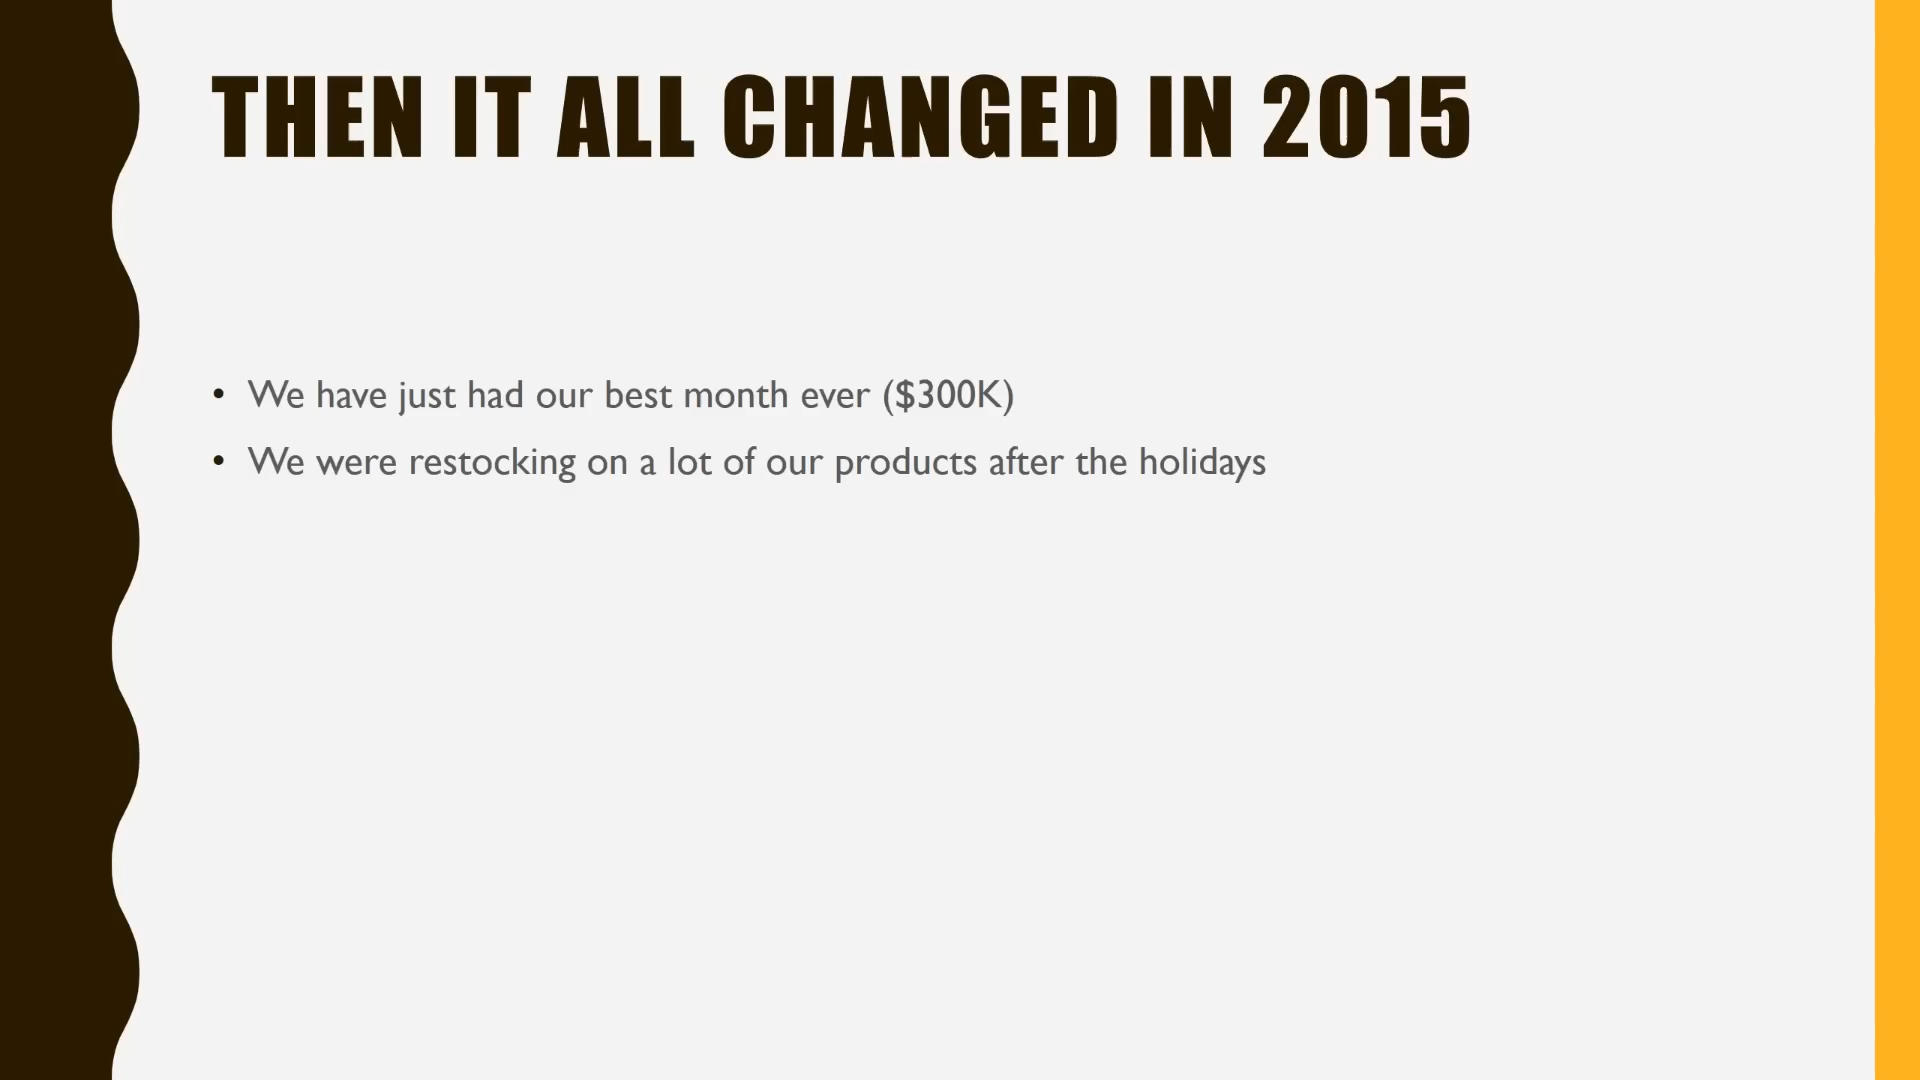 THEN IT ALL CHANGED IN 2015
• We have just had our best month ever ($300K)
• We were restocking on a lot of our products after the holidays